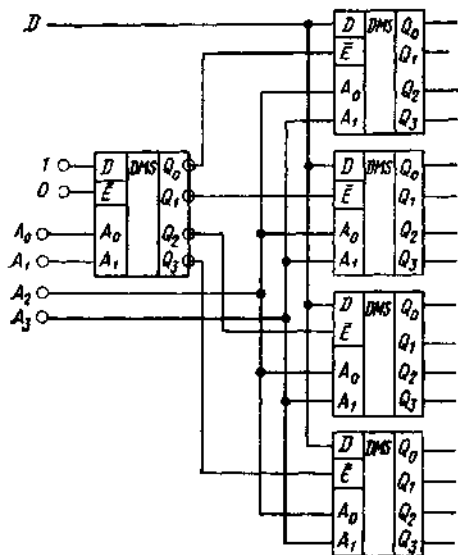 D
D DMS Q₀
Ē Q₁
A₀ Q₂
A₁ Q₃
1
0
A₀
A₁
A₂
A₃
D DMS Q₀
Ē Q₁
A₀ Q₂
A₁ Q₃
D DMS Q₀
Ē Q₁
A₀ Q₂
A₁ Q₃
D DMS Q₀
Ē Q₁
A₀ Q₂
A₁ Q₃
D DMS Q₀
Ē Q₁
A₀ Q₂
A₁ Q₃